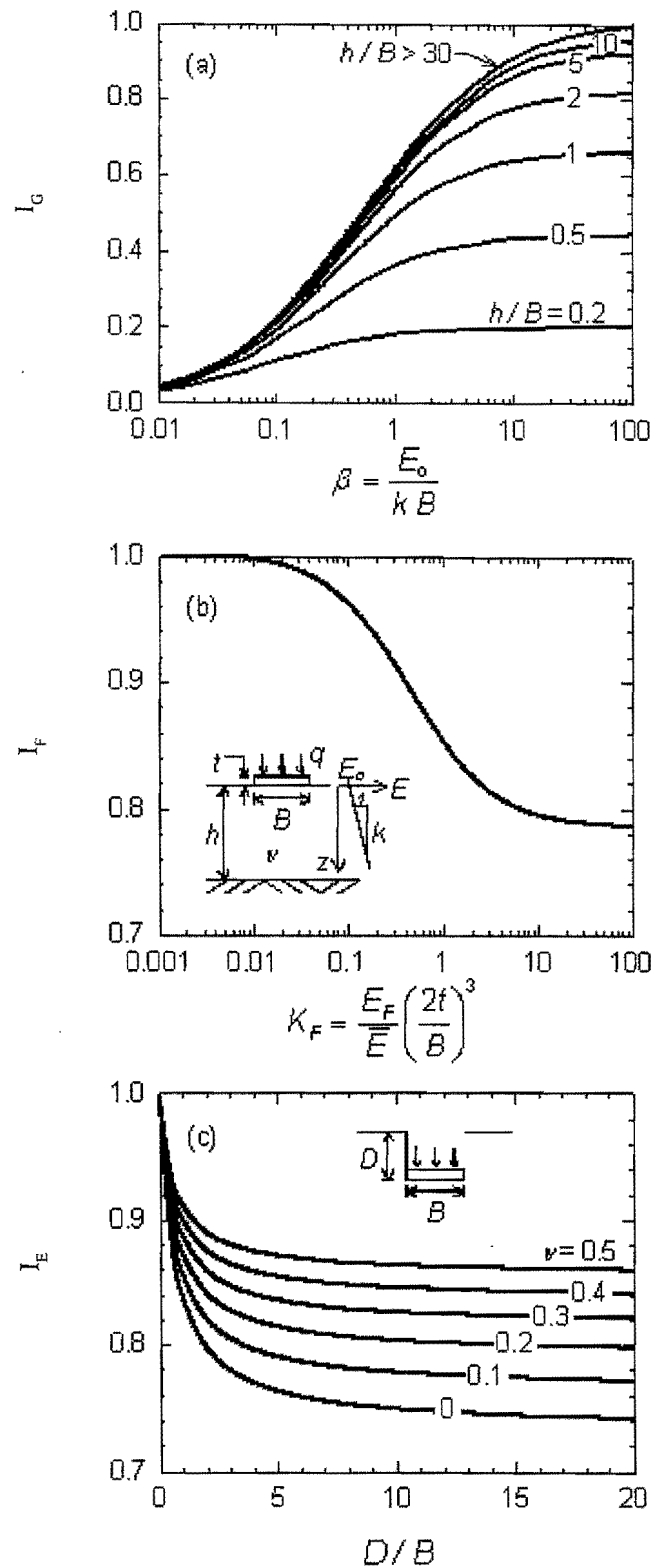 (a)
I_G
1.0
0.8
0.6
0.4
0.2
0.0
h/B > 30
10
5
2
1
0.5
h/B = 0.2
0.01 0.1 1 10 100
β = E_o / (k B)
(b)
I_F
1.0
0.9
0.8
0.7
t
q
E_o
E
B
h
1
k
ν
z
0.001 0.01 0.1 1 10 100
K_F = (E_F / E̅) (2t / B)^3
(c)
I_E
1.0
0.9
0.8
0.7
D
B
ν = 0.5
0.4
0.3
0.2
0.1
0
0 5 10 15 20
D/B